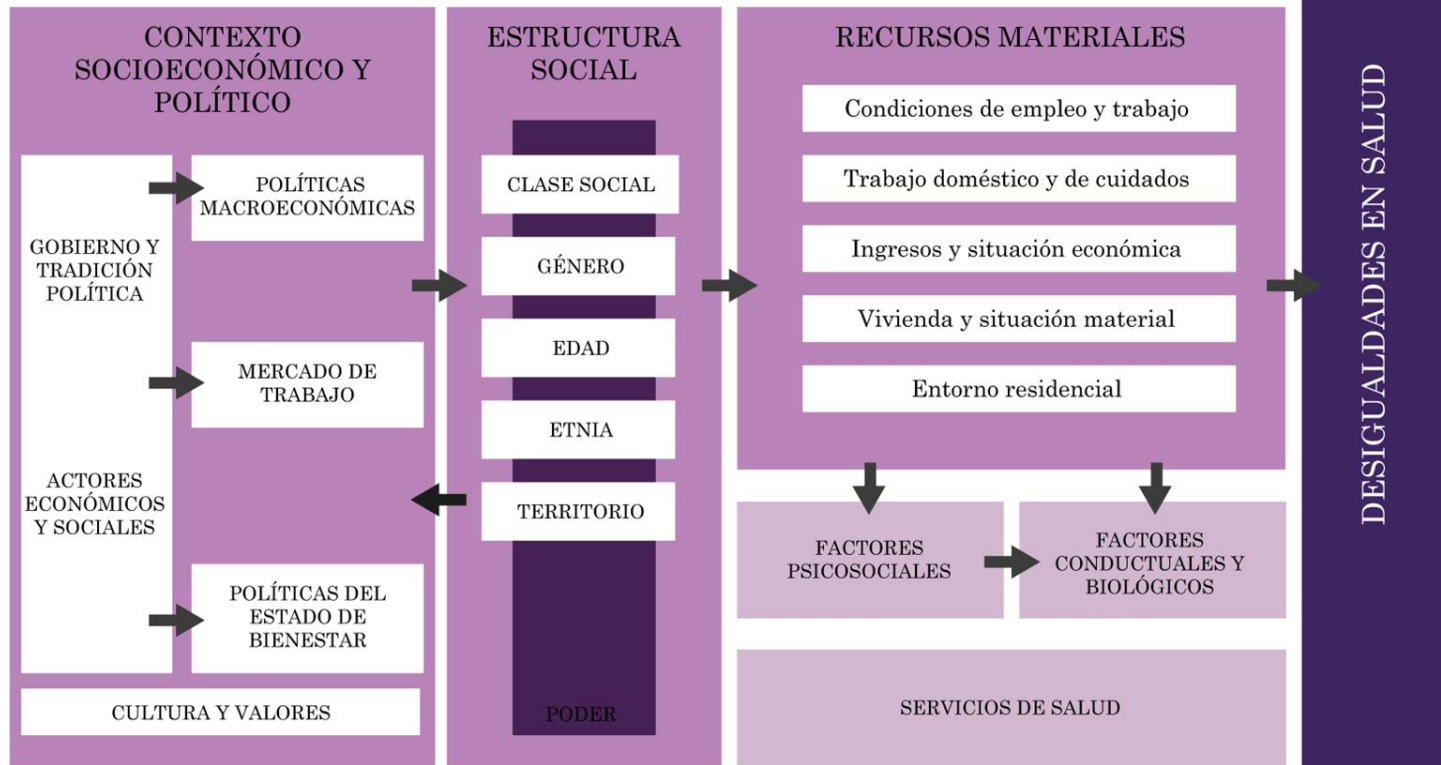 CONTEXTO
SOCIOECONÓMICO Y
POLÍTICO
GOBIERNO Y
TRADICIÓN
POLÍTICA
ACTORES
ECONÓMICOS
Y SOCIALES
POLÍTICAS
MACROECONÓMICAS
MERCADO DE
TRABAJO
POLÍTICAS DEL
ESTADO DE
BIENESTAR
CULTURA Y VALORES
ESTRUCTURA
SOCIAL
CLASE SOCIAL
GÉNERO
EDAD
ETNIA
TERRITORIO
PODER
RECURSOS MATERIALES
Condiciones de empleo y trabajo
Trabajo doméstico y de cuidados
Ingresos y situación económica
Vivienda y situación material
Entorno residencial
FACTORES
PSICOSOCIALES
FACTORES
CONDUCTUALES Y
BIOLÓGICOS
SERVICIOS DE SALUD
DESIGUALDADES EN SALUD